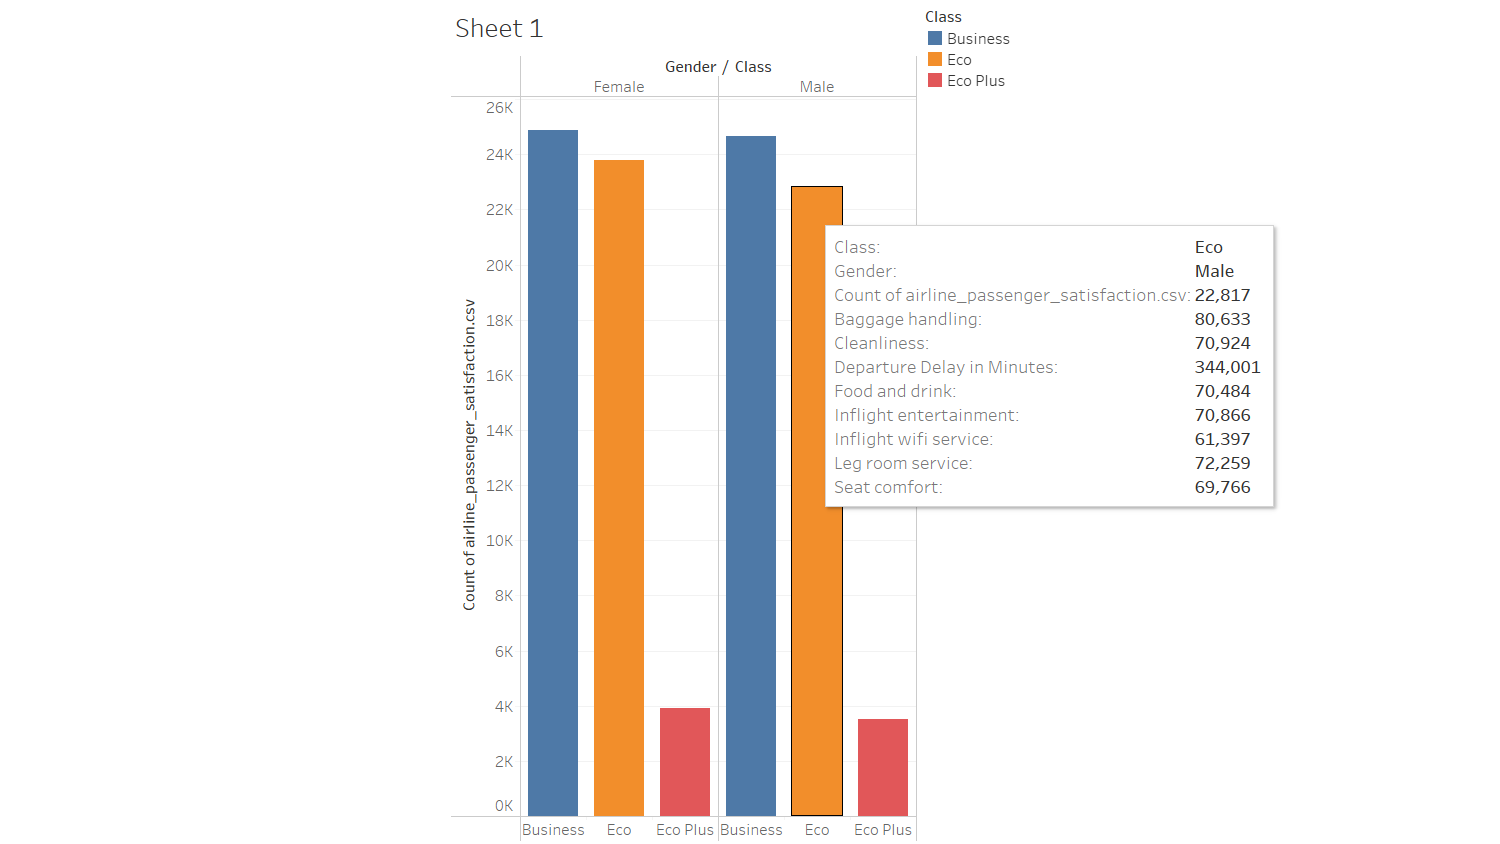 Sheet 1
Class
Business
Eco
Eco Plus
Gender / Class
Female Male
26K
24K
22K
20K
18K
16K
14K
12K
10K
8K
6K
4K
2K
0K
Count of airline_passenger_satisfaction.csv
Class: Eco
Gender: Male
Count of airline_passenger_satisfaction.csv: 22,817
Baggage handling: 80,633
Cleanliness: 70,924
Departure Delay in Minutes: 344,001
Food and drink: 70,484
Inflight entertainment: 70,866
Inflight wifi service: 61,397
Leg room service: 72,259
Seat comfort: 69,766
Business Eco Eco Plus Business Eco Eco Plus